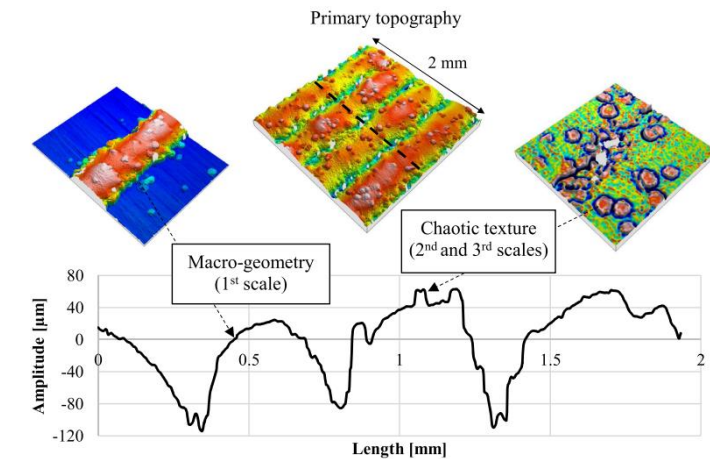 Primary topography
2 mm
Macro-geometry
(1st scale)
Chaotic texture
(2nd and 3rd scales)
80
40
0
-40
-80
-120
0
0.5
1
1.5
2
Amplitude [µm]
Length [mm]